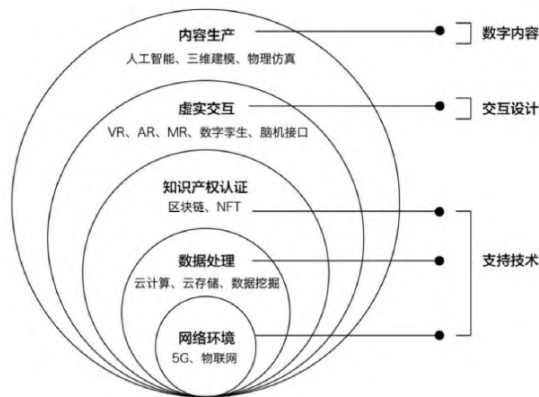 内容生产
数字内容
人工智能、三维建模、物理仿真
虚实交互
交互设计
VR、AR、MR、数字孪生、脑机接口
知识产权认证
区块链、NFT
数据处理
支持技术
云计算、云存储、数据挖掘
网络环境
5G、物联网